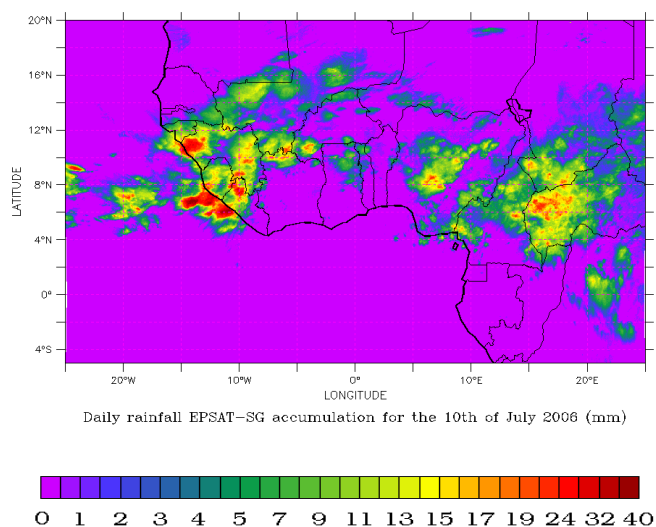 20°N
16°N
12°N
8°N
4°N
0°
4°S
LATITUDE
20°W 10°W 0° 10°E 20°E
LONGITUDE
Daily rainfall EPSAT-SG accumulation for the 10th of July 2006 (mm)
0 1 2 3 4 5 7 9 11 13 15 17 19 24 32 40